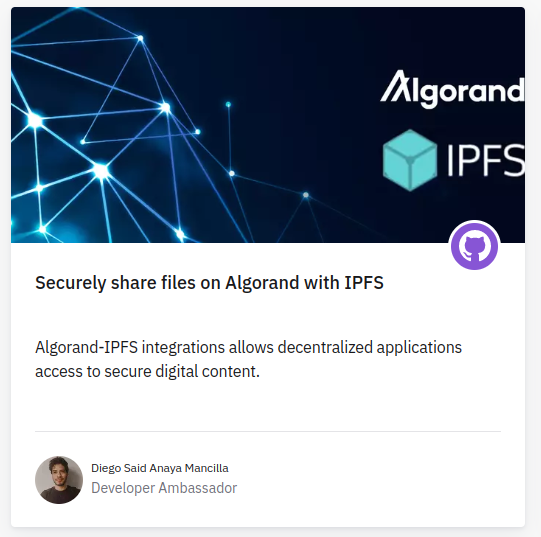 Algorand
IPFS
Securely share files on Algorand with IPFS
Algorand-IPFS integrations allows decentralized applications
access to secure digital content.
Diego Said Anaya Mancilla
Developer Ambassador